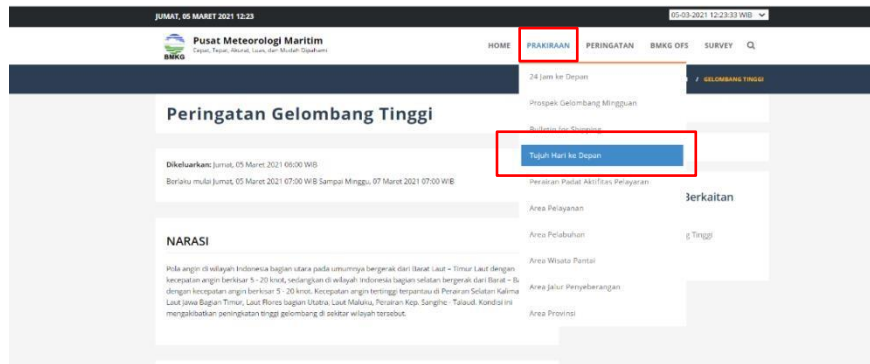 JUMAT, 05 MARET 2021 12:23
05-03-2021 12:23:33 WIB
BMKG
Pusat Meteorologi Maritim
Cepat, Tepat, Akurat, Luas, dan Mudah Dipahami
HOME PRAKIRAAN PERINGATAN BMKG OFS SURVEY
/ GELOMBANG TINGGI
24 Jam ke Depan
Prospek Gelombang Mingguan
Bulletin for Shipping
Tujuh Hari ke Depan
Perairan Padat Aktifitas Pelayaran
Area Pelayanan
Area Pelabuhan
Area Wisata Pantai
Area Jalur Penyeberangan
Area Provinsi
Peringatan Gelombang Tinggi
Dikeluarkan: Jumat, 05 Maret 2021 06:00 WIB
Berlaku mulai Jumat, 05 Maret 2021 07:00 WIB Sampai Minggu, 07 Maret 2021 07:00 WIB
Berkaitan
g Tinggi
NARASI
Pola angin di wilayah Indonesia bagian utara pada umumnya bergerak dari Barat Laut – Timur Laut dengan
kecepatan angin berkisar 5 - 20 knot, sedangkan di wilayah Indonesia bagian selatan bergerak dari Barat – B
dengan kecepatan angin berkisar 5 - 20 knot. Kecepatan angin tertinggi terpantau di Perairan Selatan Kalima
Laut Jawa Bagian Timur, Laut Flores bagian Utatra, Laut Maluku, Perairan Kep. Sangihe - Talaud. Kondisi ini
mengakibatkan peningkatan tinggi gelombang di sekitar wilayah tersebut.